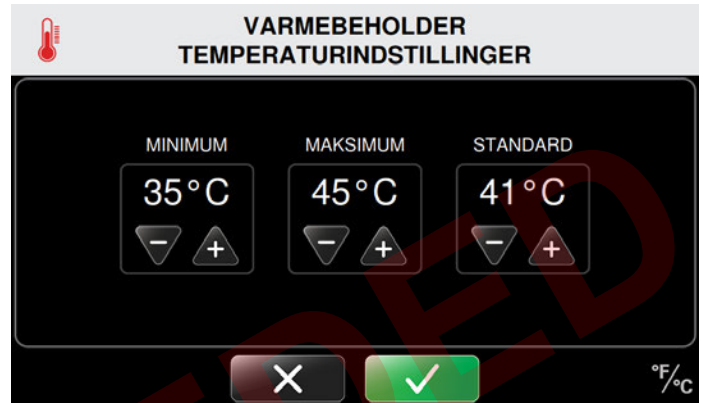 VARMEBEHOLDER
TEMPERATURINDSTILLINGER
MINIMUM MAKSIMUM STANDARD
35°C 45°C 41°C
− + − + − +
°F/°C